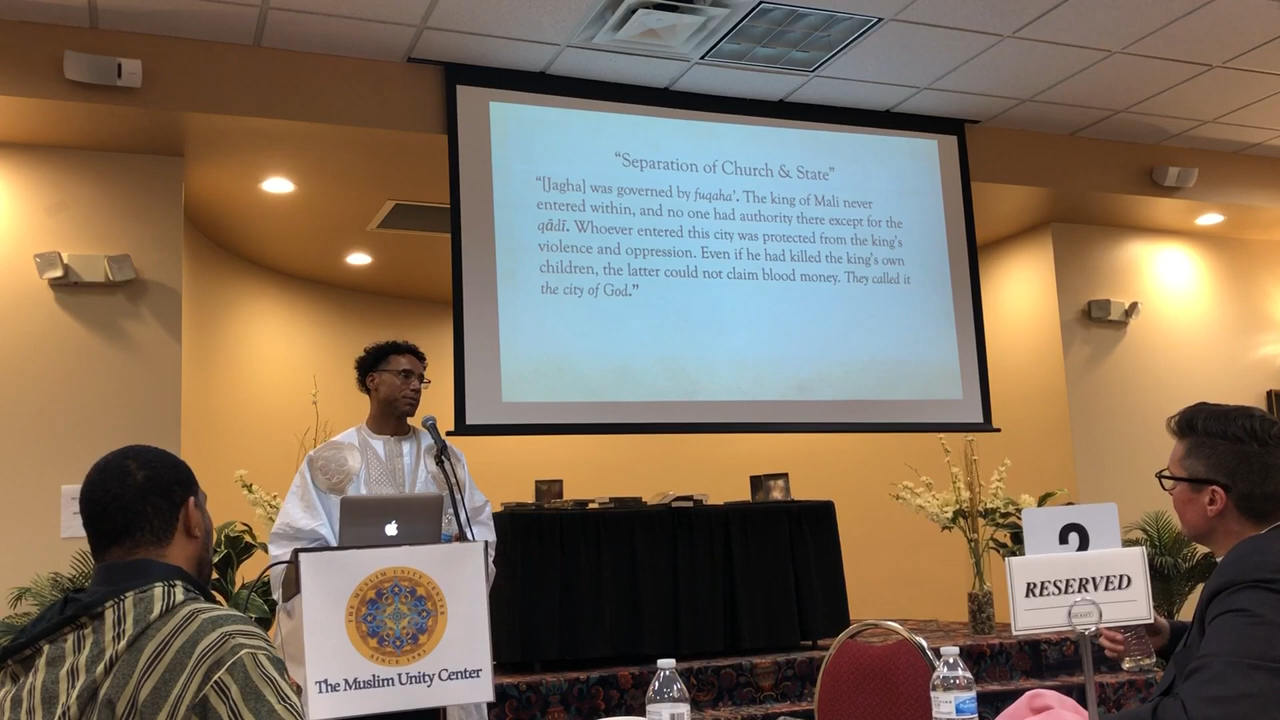 “Separation of Church & State”
“[Jagha] was governed by fuqaha’. The king of Mali never
entered within, and no one had authority there except for the
qāḍī. Whoever entered this city was protected from the king’s
violence and oppression. Even if he had killed the king’s own
children, the latter could not claim blood money. They called it
the city of God.”
THE MUSLIM UNITY CENTER
SINCE 1993
The Muslim Unity Center
2
RESERVED